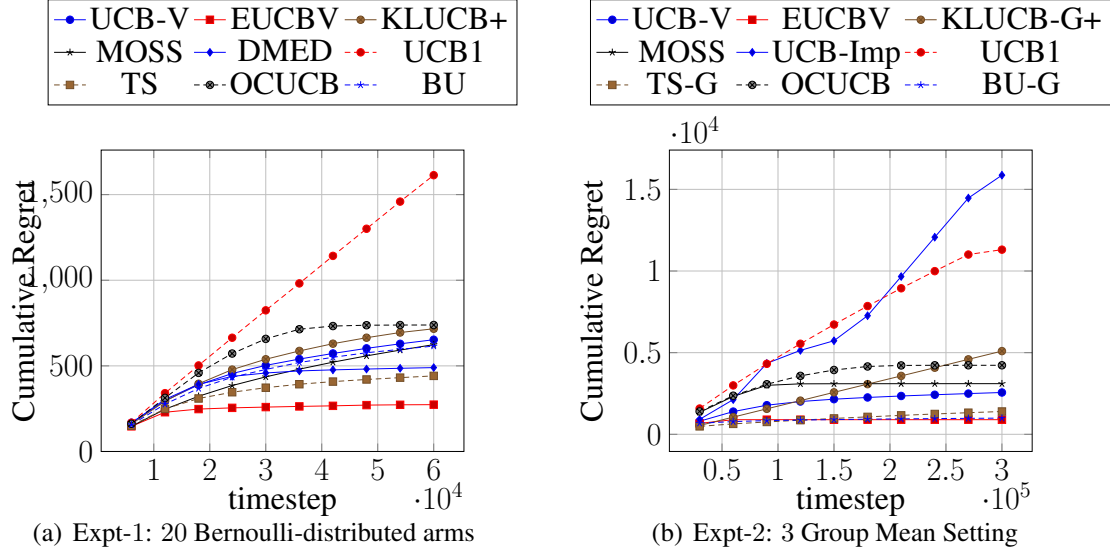 UCB-V EUCBV KLUCB+
MOSS DMED UCB1
TS OCUCB BU
1,500
1,000
500
0
Cumulative Regret
1 2 3 4 5 6
·10^4
timestep
(a) Expt-1: 20 Bernoulli-distributed arms
UCB-V EUCBV KLUCB-G+
MOSS UCB-Imp UCB1
TS-G OCUCB BU-G
·10^4
1.5
1
0.5
0
Cumulative Regret
0.5 1 1.5 2 2.5 3
·10^5
timestep
(b) Expt-2: 3 Group Mean Setting